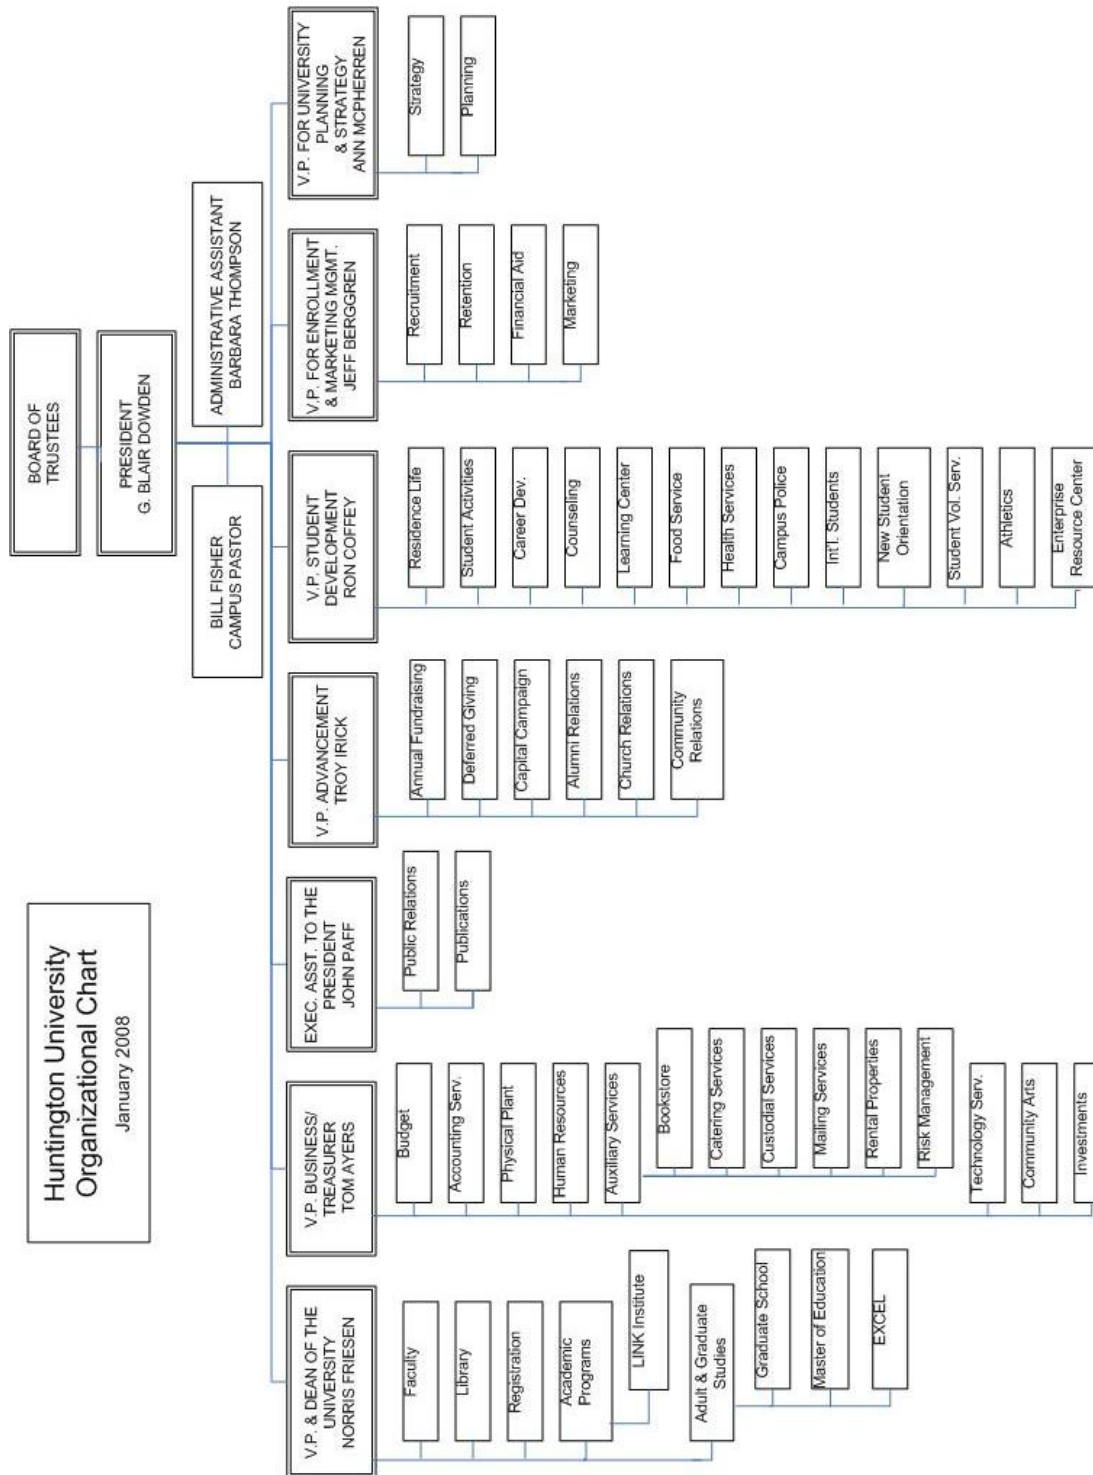 Huntington University
Organizational Chart
January 2008
BOARD OF
TRUSTEES
PRESIDENT
G. BLAIR DOWDEN
BILL FISHER
CAMPUS PASTOR
ADMINISTRATIVE ASSISTANT
BARBARA THOMPSON
V.P. & DEAN OF THE
UNIVERSITY
NORRIS FRIESEN
Faculty
Library
Registration
Academic
Programs
LINK Institute
Adult & Graduate
Studies
Graduate School
Master of Education
EXCEL
V.P. BUSINESS/
TREASURER
TOM AYERS
Budget
Accounting Serv.
Physical Plant
Human Resources
Auxiliary Services
Bookstore
Catering Services
Custodial Services
Mailing Services
Rental Properties
Risk Management
Technology Serv.
Community Arts
Investments
EXEC. ASST. TO THE
PRESIDENT
JOHN PAFF
Public Relations
Publications
V.P. ADVANCEMENT
TROY IRICK
Annual Fundraising
Deferred Giving
Capital Campaign
Alumni Relations
Church Relations
Community
Relations
V.P. STUDENT
DEVELOPMENT
RON COFFEY
Residence Life
Student Activities
Career Dev.
Counseling
Learning Center
Food Service
Health Services
Campus Police
Int'l. Students
New Student
Orientation
Student Vol. Serv.
Athletics
Enterprise
Resource Center
V.P. FOR ENROLLMENT
& MARKETING MGMT.
JEFF BERGGREN
Recruitment
Retention
Financial Aid
Marketing
V.P. FOR UNIVERSITY
PLANNING
& STRATEGY
ANN MCPHERREN
Strategy
Planning